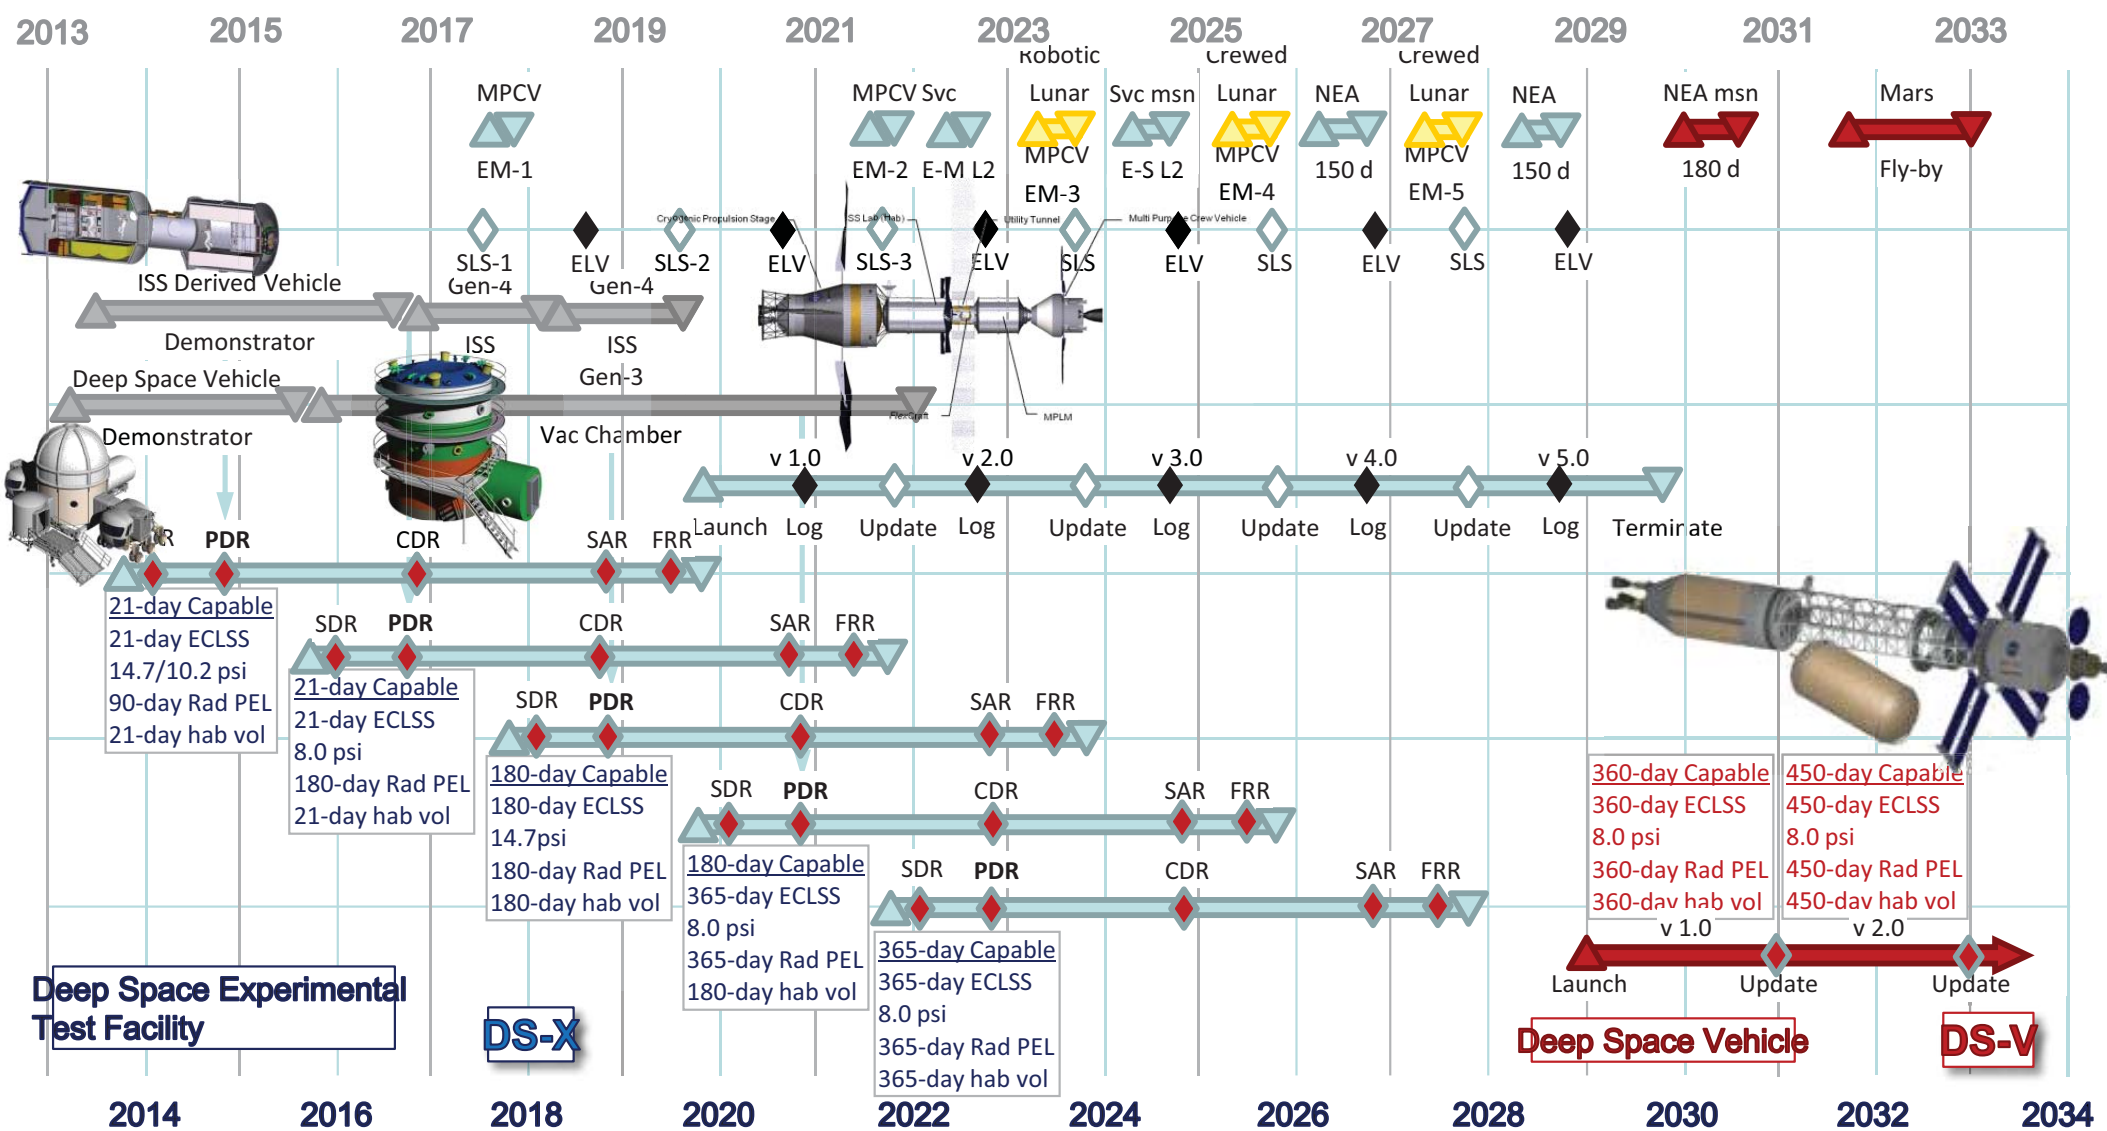 2013 2015 2017 2019 2021 2023 2025 2027 2029 2031 2033
Robotic Crewed Crewed
MPCV MPCV Svc Lunar Svc msn Lunar NEA Lunar NEA NEA msn Mars
MPCV MPCV MPCV
EM-1 EM-2 E-M L2 E-S L2 150 d 150 d 180 d Fly-by
EM-3 EM-4 EM-5
Cryogenic Propulsion Stage ISS Lab (Hab) Utility Tunnel Multi Purpose Crew Vehicle
SLS-1 ELV SLS-2 ELV SLS-3 ELV SLS ELV SLS ELV SLS ELV
ISS Derived Vehicle Gen-4 Gen-4
Demonstrator ISS ISS
Deep Space Vehicle Gen-3
FlexCraft MPLM
Demonstrator Vac Chamber
v 1.0 v 2.0 v 3.0 v 4.0 v 5.0
Launch Log Update Log Update Log Update Log Update Log Terminate
PDR CDR SAR FRR
21-day Capable
21-day ECLSS
14.7/10.2 psi
90-day Rad PEL
21-day hab vol
SDR PDR CDR SAR FRR
21-day Capable
21-day ECLSS
8.0 psi
180-day Rad PEL
21-day hab vol
SDR PDR CDR SAR FRR
180-day Capable
180-day ECLSS
14.7psi
180-day Rad PEL
180-day hab vol
SDR PDR CDR SAR FRR
180-day Capable
365-day ECLSS
8.0 psi
365-day Rad PEL
180-day hab vol
SDR PDR CDR SAR FRR
365-day Capable
365-day ECLSS
8.0 psi
365-day Rad PEL
365-day hab vol
360-day Capable
360-day ECLSS
8.0 psi
360-day Rad PEL
360-day hab vol
450-day Capable
450-day ECLSS
8.0 psi
450-day Rad PEL
450-day hab vol
v 1.0 v 2.0
Launch Update Update
Deep Space Experimental
Test Facility
DS-X
Deep Space Vehicle
DS-V
2014 2016 2018 2020 2022 2024 2026 2028 2030 2032 2034